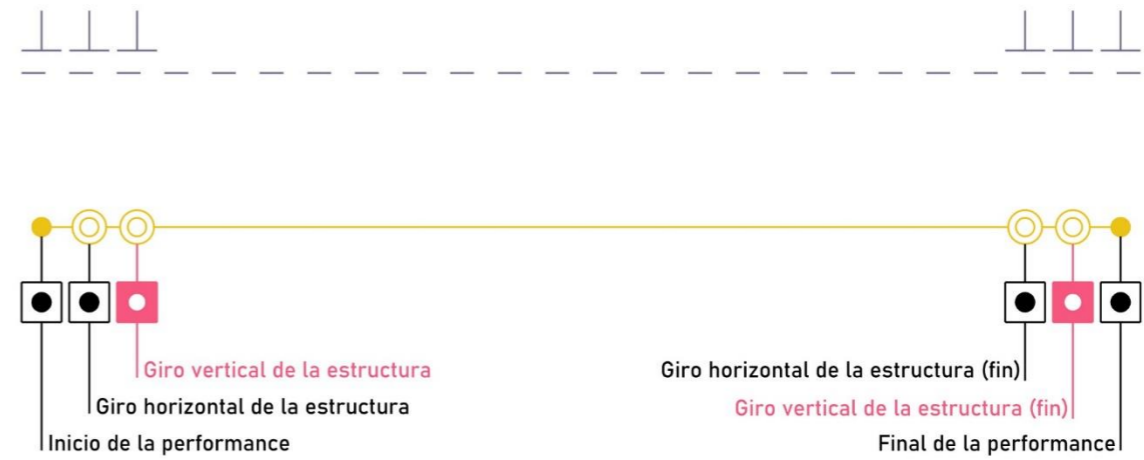 Giro vertical de la estructura
Giro horizontal de la estructura
Inicio de la performance
Giro horizontal de la estructura (fin)
Giro vertical de la estructura (fin)
Final de la performance